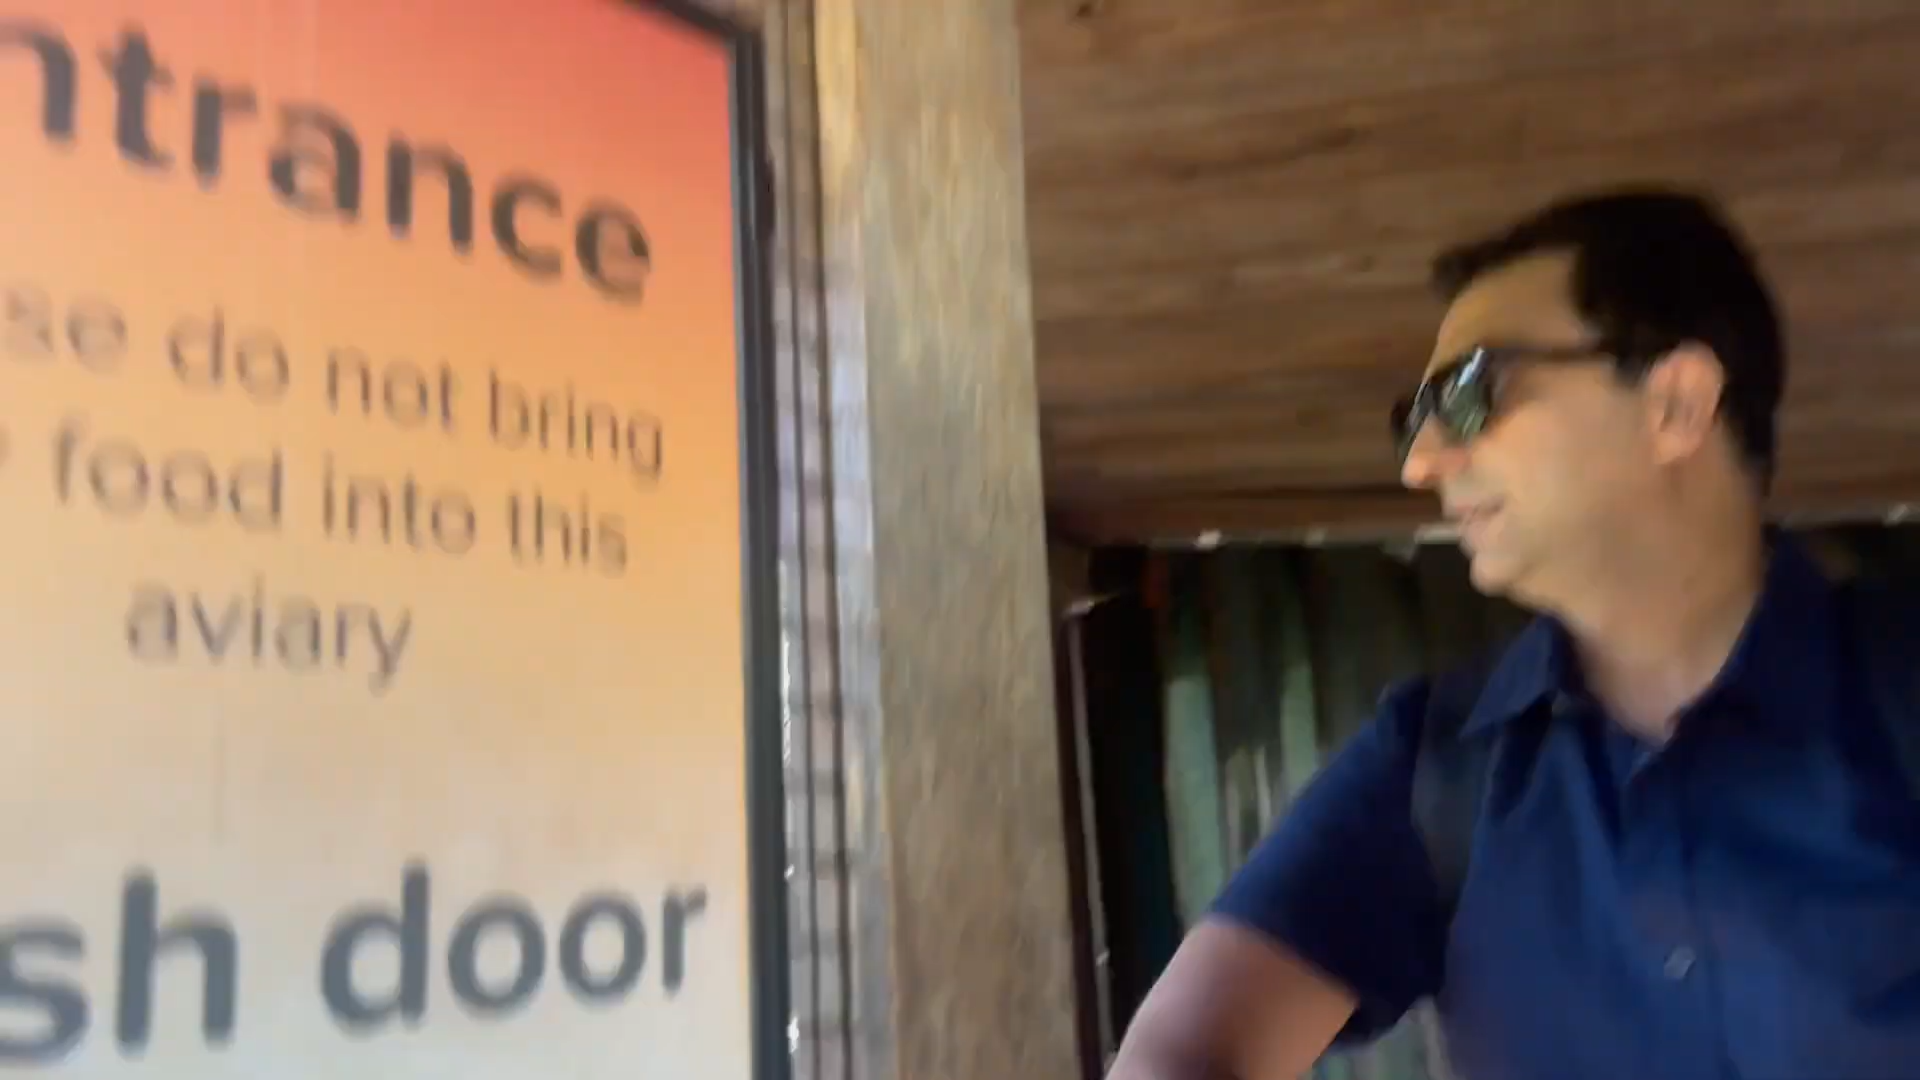 ntrance
se do not bring
food into this
aviary
sh door